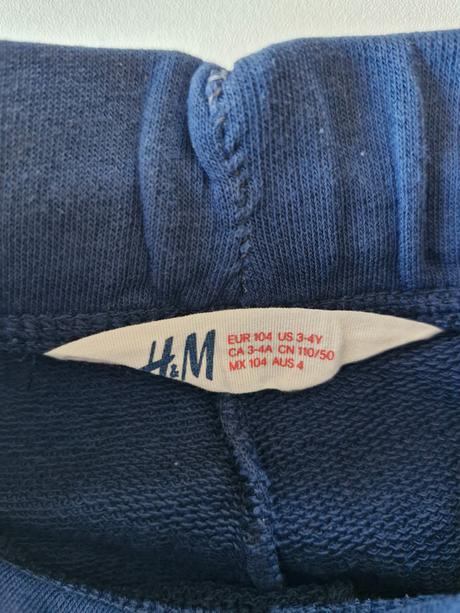 H&M
EUR 104 US 3-4Y
CA 3-4A CN 110/50
MX 104 AUS 4